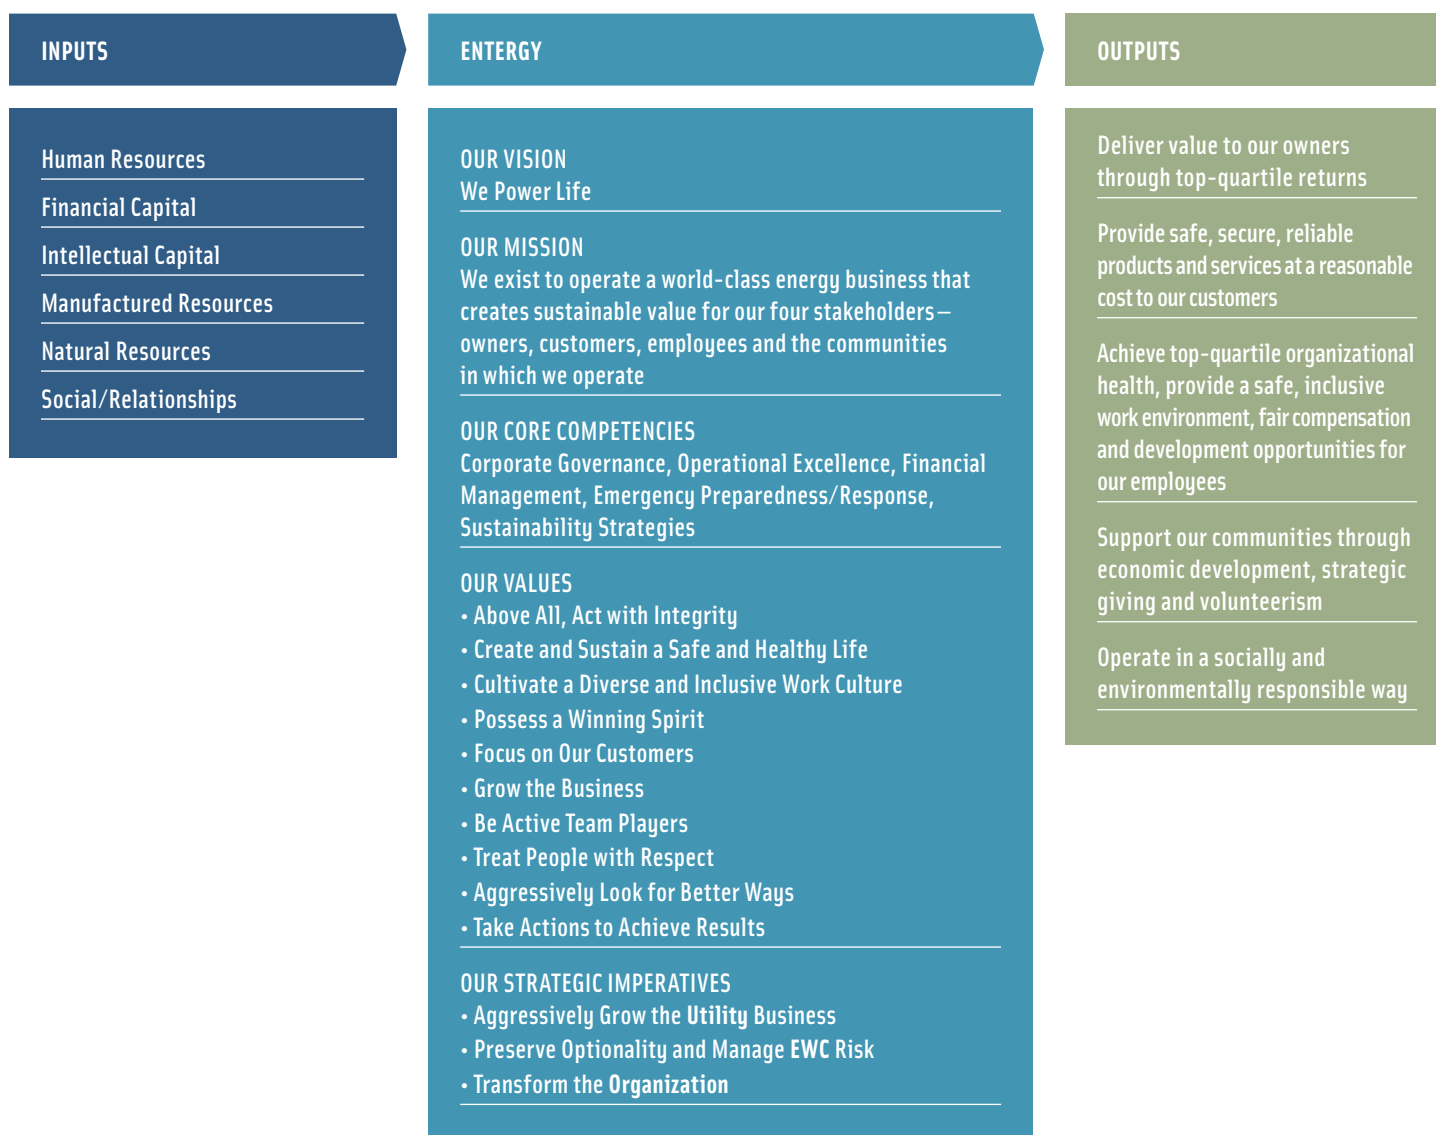 INPUTS
Human Resources
Financial Capital
Intellectual Capital
Manufactured Resources
Natural Resources
Social/Relationships
ENTERGY
OUR VISION
We Power Life
OUR MISSION
We exist to operate a world-class energy business that
creates sustainable value for our four stakeholders –
owners, customers, employees and the communities
in which we operate
OUR CORE COMPETENCIES
Corporate Governance, Operational Excellence, Financial
Management, Emergency Preparedness/Response,
Sustainability Strategies
OUR VALUES
• Above All, Act with Integrity
• Create and Sustain a Safe and Healthy Life
• Cultivate a Diverse and Inclusive Work Culture
• Possess a Winning Spirit
• Focus on Our Customers
• Grow the Business
• Be Active Team Players
• Treat People with Respect
• Aggressively Look for Better Ways
• Take Actions to Achieve Results
OUR STRATEGIC IMPERATIVES
• Aggressively Grow the Utility Business
• Preserve Optionality and Manage EWC Risk
• Transform the Organization
OUTPUTS
Deliver value to our owners
through top-quartile returns
Provide safe, secure, reliable
products and services at a reasonable
cost to our customers
Achieve top-quartile organizational
health, provide a safe, inclusive
work environment, fair compensation
and development opportunities for
our employees
Support our communities through
economic development, strategic
giving and volunteerism
Operate in a socially and
environmentally responsible way